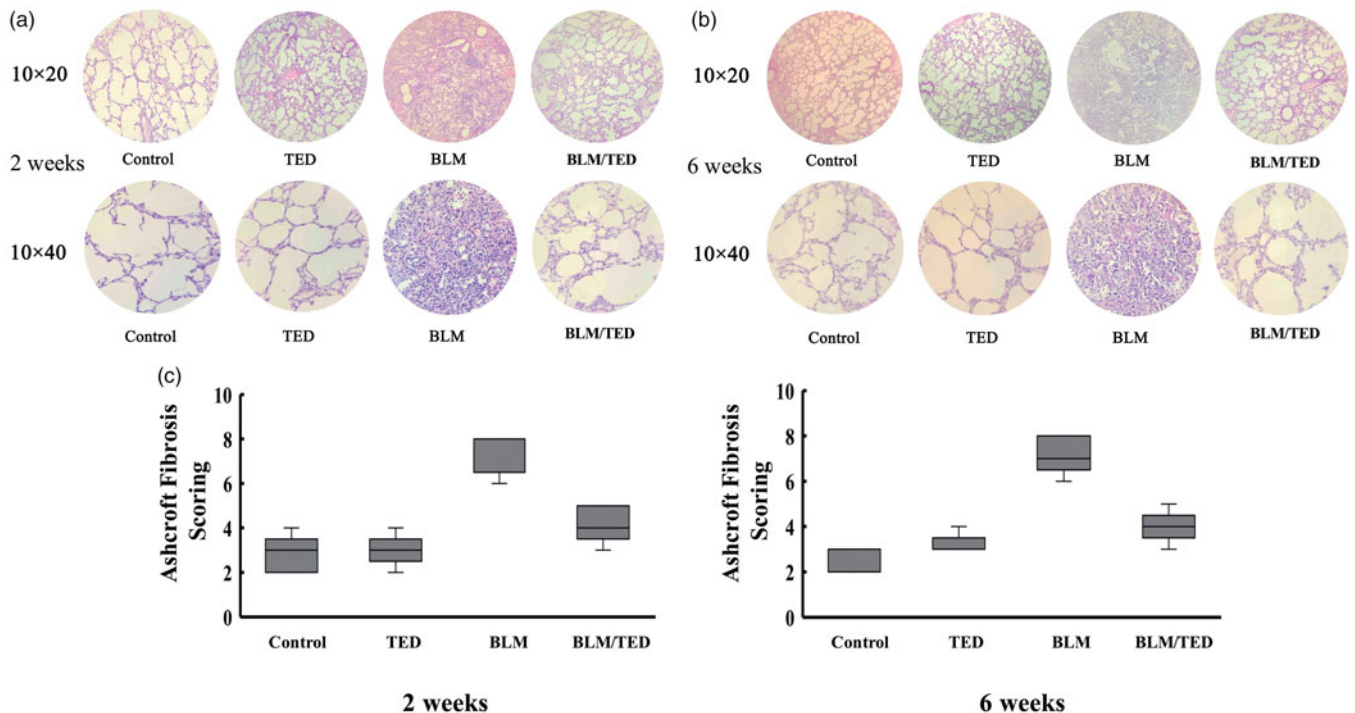 (a)
10×20
Control TED BLM BLM/TED
2 weeks
10×40
Control TED BLM BLM/TED
(b)
10×20
Control TED BLM BLM/TED
6 weeks
10×40
Control TED BLM BLM/TED
(c)
Ashcroft Fibrosis
Scoring
10
8
6
4
2
0
Control TED BLM BLM/TED
2 weeks
Ashcroft Fibrosis
Scoring
10
8
6
4
2
0
Control TED BLM BLM/TED
6 weeks